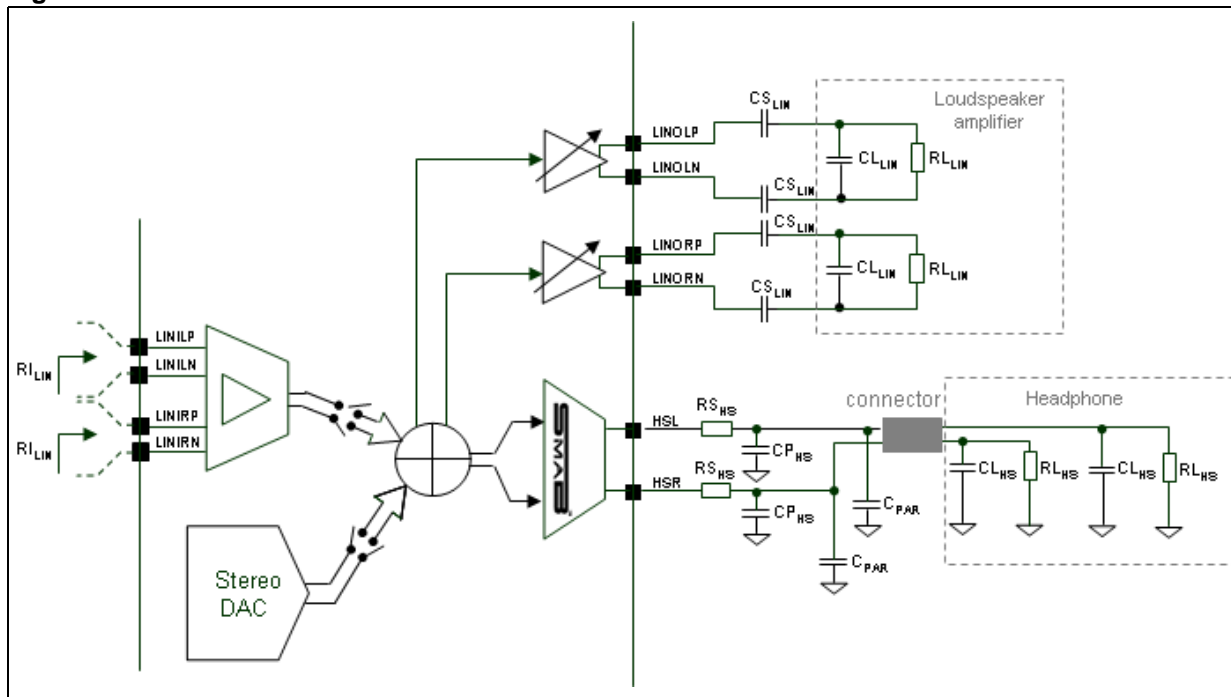 Loudspeaker
amplifier
CS_LIN
LINOLP
CL_LIN
RL_LIN
LINOLN
CS_LIN
CS_LIN
LINORP
CL_LIN
RL_LIN
LINORN
CS_LIN
LINILP
RI_LIN
LINILN
LINIRP
RI_LIN
LINIRN
connector
Headphone
HSL
RS_HS
CP_HS
CL_HS
RL_HS
CL_HS
RL_HS
SMAB
HSR
RS_HS
CP_HS
C_PAR
C_PAR
Stereo
DAC